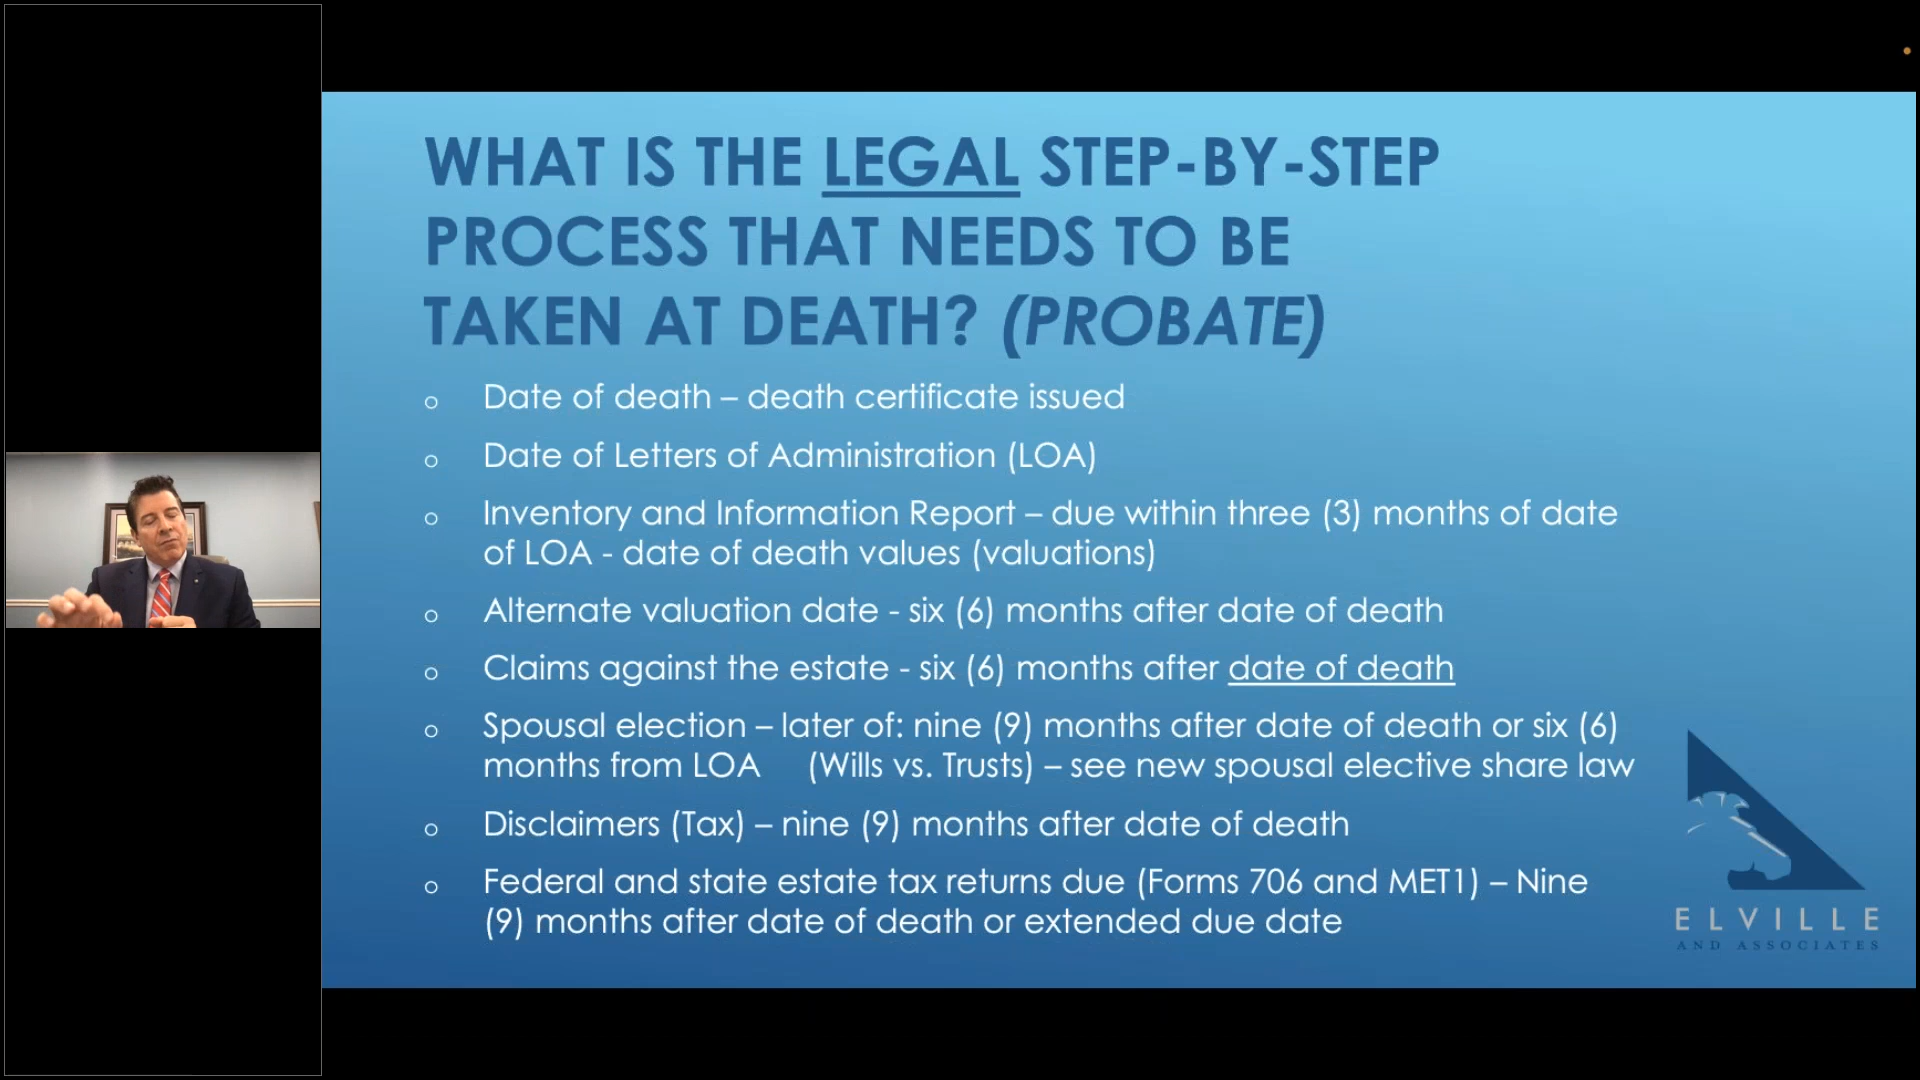 WHAT IS THE LEGAL STEP-BY-STEP
PROCESS THAT NEEDS TO BE
TAKEN AT DEATH? (PROBATE)
Date of death – death certificate issued
Date of Letters of Administration (LOA)
Inventory and Information Report – due within three (3) months of date
of LOA - date of death values (valuations)
Alternate valuation date - six (6) months after date of death
Claims against the estate - six (6) months after date of death
Spousal election – later of: nine (9) months after date of death or six (6)
months from LOA (Wills vs. Trusts) – see new spousal elective share law
Disclaimers (Tax) – nine (9) months after date of death
Federal and state estate tax returns due (Forms 706 and MET1) – Nine
(9) months after date of death or extended due date
ELVILLE
AND ASSOCIATES